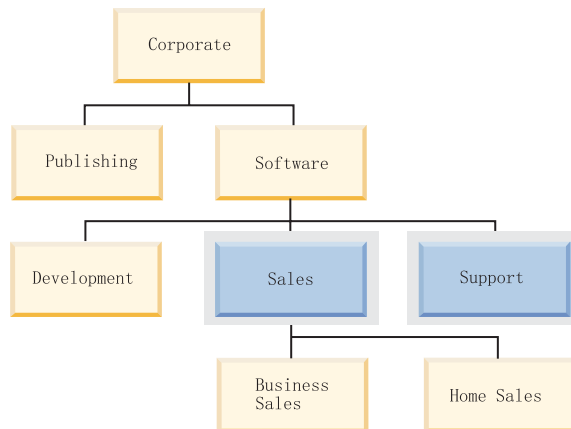 Corporate
Publishing
Software
Development
Sales
Support
Business
Sales
Home Sales